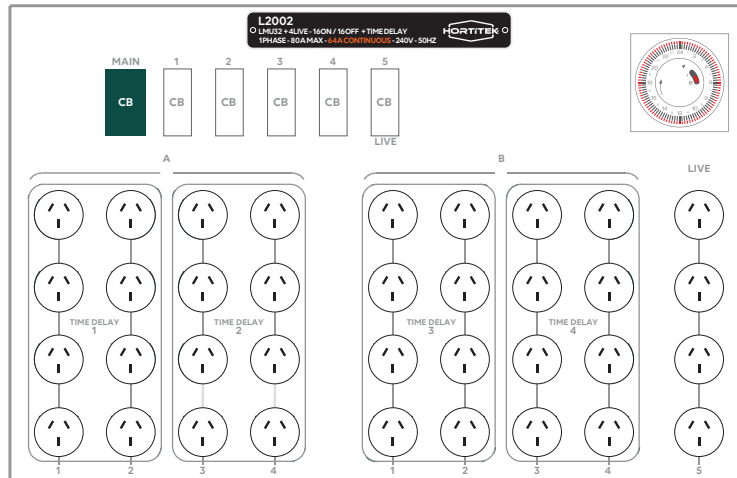 L2002
LMU32 + 4LIVE - 16ON / 16OFF + TIME DELAY
1PHASE - 80A MAX - 64A CONTINUOUS - 240V - 50HZ
HORTITEK
MAIN 1 2 3 4 5
CB CB CB CB CB CB
LIVE
A B
LIVE
TIME DELAY
1
TIME DELAY
2
TIME DELAY
3
TIME DELAY
4
1 2 3 4 1 2 3 4 5